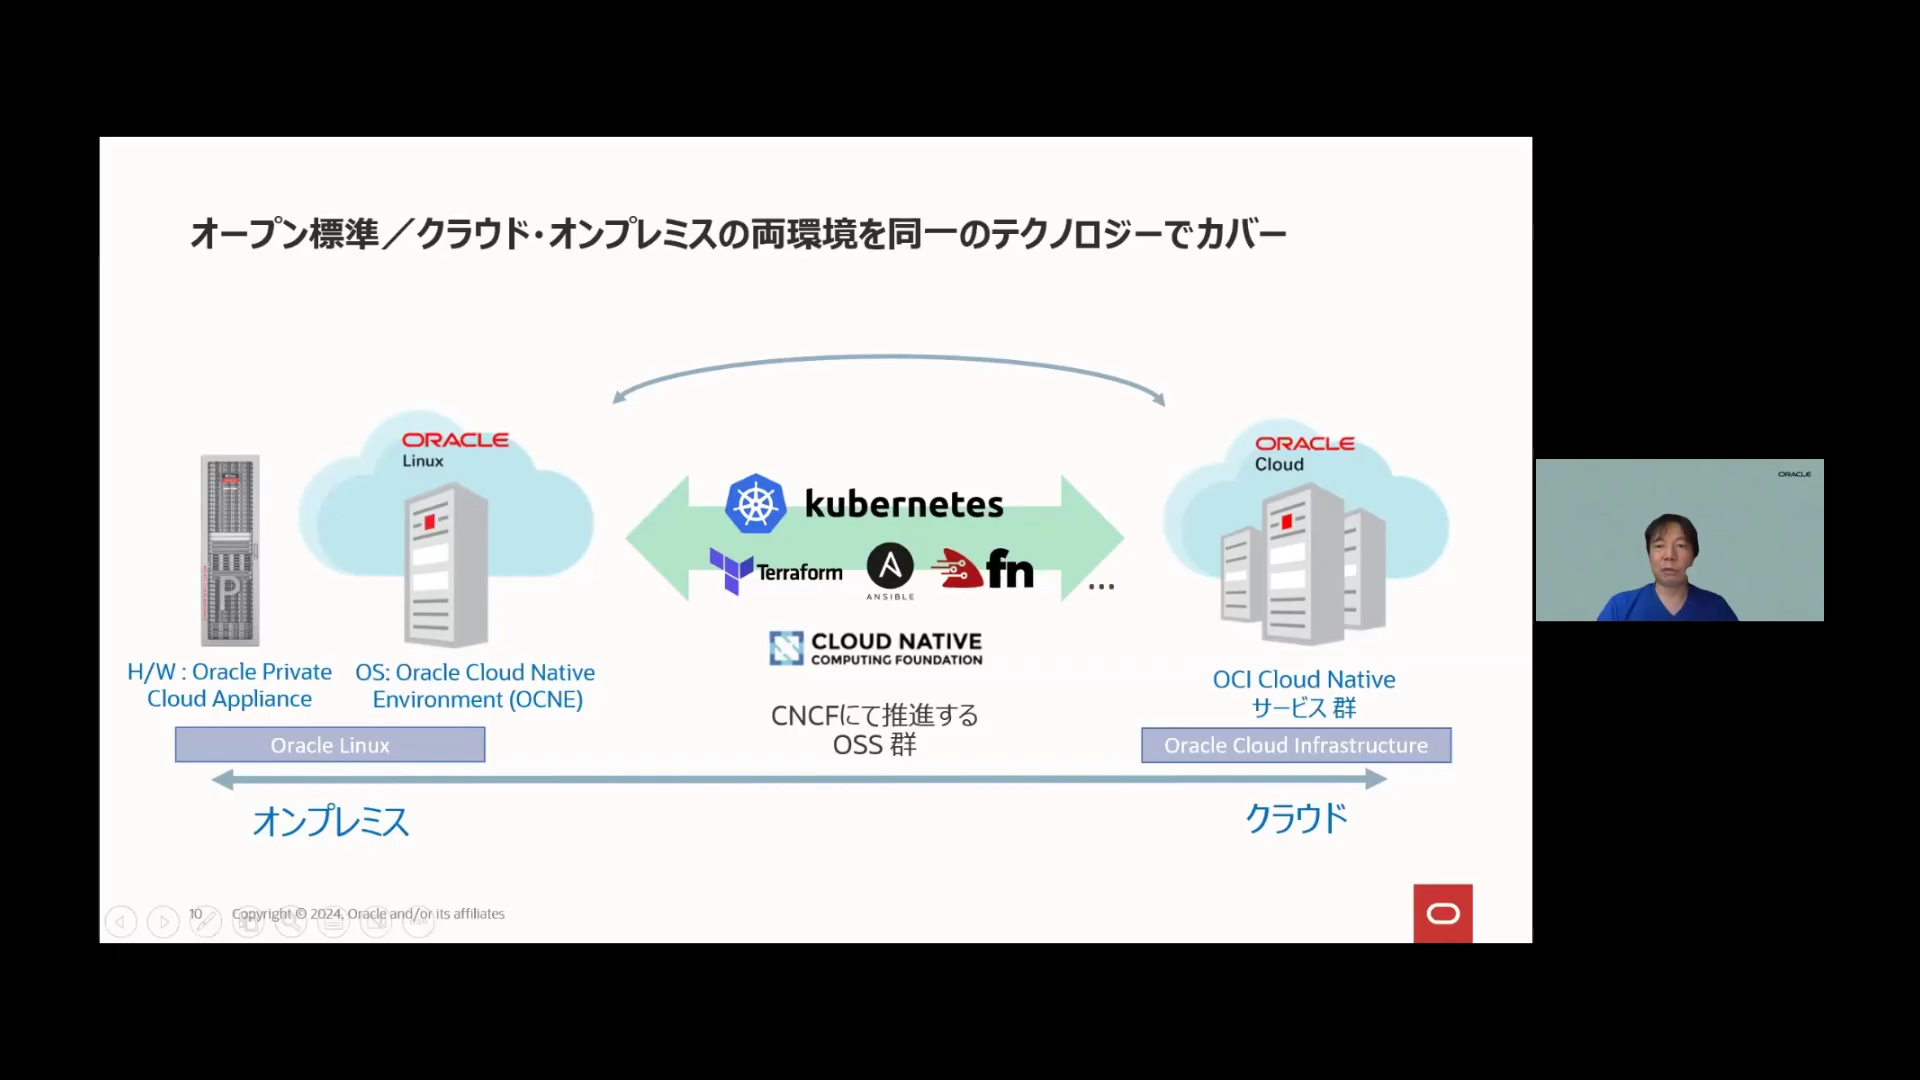 オープン標準／クラウド・オンプレミスの両環境を同一のテクノロジーでカバー
ORACLE
Linux
ORACLE
Cloud
kubernetes
Terraform
ANSIBLE
fn
...
CLOUD NATIVE
COMPUTING FOUNDATION
P
H/W : Oracle Private
Cloud Appliance
OS: Oracle Cloud Native
Environment (OCNE)
CNCFにて推進する
OSS 群
OCI Cloud Native
サービス 群
Oracle Linux
Oracle Cloud Infrastructure
オンプレミス
クラウド
10
Copyright © 2024, Oracle and/or its affiliates
ORACLE